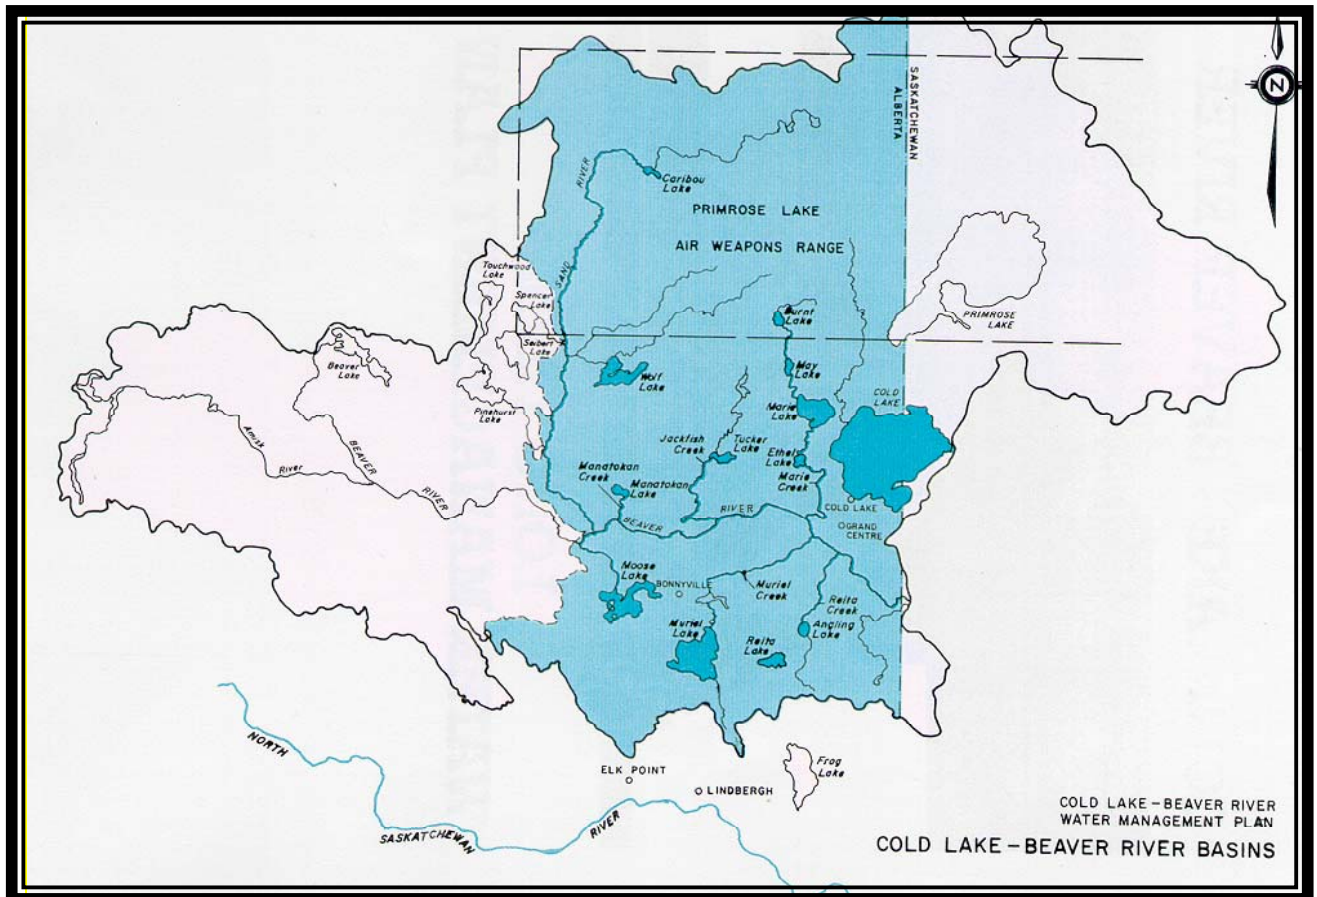 SASKATCHEWAN
ALBERTA
N
RIVER
Caribou
Lake
PRIMROSE LAKE
AIR WEAPONS RANGE
Touchwood
Lake
SAND
Spencer
Lake
Burnt
Lake
PRIMROSE
LAKE
Seibert
Lake
Beaver
Lake
Wolf
Lake
May
Lake
COLD
LAKE
Pinehurst
Lake
Marie
Lake
Amisk
River
BEAVER
RIVER
Jackfish
Creek
Tucker
Lake
Ethel
Lake
Manatokan
Creek
Manatokan
Lake
Marie
Creek
COLD LAKE
BEAVER
RIVER
GRAND
CENTRE
Moose
Lake
BONNYVILLE
Muriel
Creek
Reita
Creek
Muriel
Lake
Reita
Lake
Angling
Lake
NORTH
SASKATCHEWAN
RIVER
ELK POINT
LINDBERGH
Frog
Lake
COLD LAKE – BEAVER RIVER
WATER MANAGEMENT PLAN
COLD LAKE – BEAVER RIVER BASINS